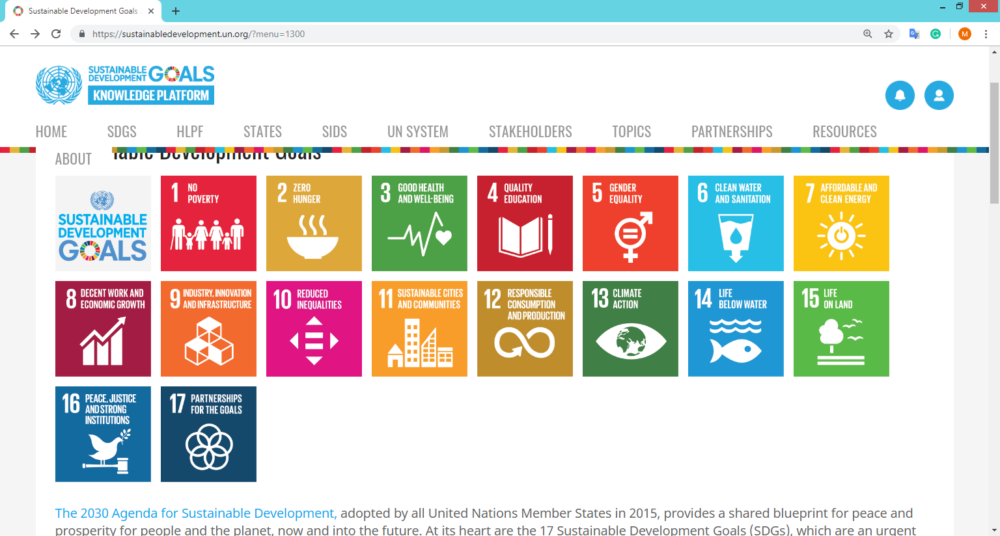 Sustainable Development Goals
https://sustainabledevelopment.un.org/?menu=1300
M
SUSTAINABLE
DEVELOPMENT GOALS
KNOWLEDGE PLATFORM
HOME SDGS HLPF STATES SIDS UN SYSTEM STAKEHOLDERS TOPICS PARTNERSHIPS RESOURCES
ABOUT
Development Goals
SUSTAINABLE
DEVELOPMENT
GOALS
1 NO
POVERTY
2 ZERO
HUNGER
3 GOOD HEALTH
AND WELL-BEING
4 QUALITY
EDUCATION
5 GENDER
EQUALITY
6 CLEAN WATER
AND SANITATION
7 AFFORDABLE AND
CLEAN ENERGY
8 DECENT WORK AND
ECONOMIC GROWTH
9 INDUSTRY, INNOVATION
AND INFRASTRUCTURE
10 REDUCED
INEQUALITIES
11 SUSTAINABLE CITIES
AND COMMUNITIES
12 RESPONSIBLE
CONSUMPTION
AND PRODUCTION
13 CLIMATE
ACTION
14 LIFE
BELOW WATER
15 LIFE
ON LAND
16 PEACE, JUSTICE
AND STRONG
INSTITUTIONS
17 PARTNERSHIPS
FOR THE GOALS
The 2030 Agenda for Sustainable Development, adopted by all United Nations Member States in 2015, provides a shared blueprint for peace and
prosperity for people and the planet, now and into the future. At its heart are the 17 Sustainable Development Goals (SDGs), which are an urgent